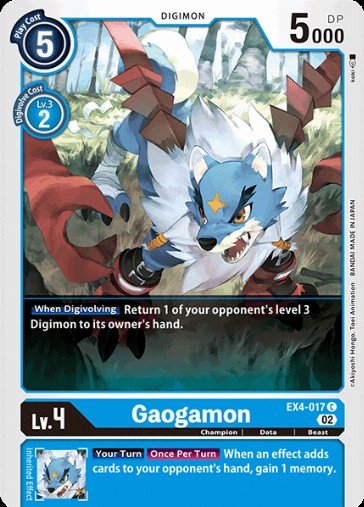 DIGIMON
Play Cost
5
DP
5000
Digivolve Cost
Lv.3
2
koki
©Akiyoshi Hongo, Toei Animation BANDAI MADE IN JAPAN
When Digivolving Return 1 of your opponent's level 3
Digimon to its owner's hand.
EX4-017 C
Lv.4 Gaogamon 02
Champion Data Beast
Inherited Effect
Your Turn Once Per Turn When an effect adds
cards to your opponent's hand, gain 1 memory.